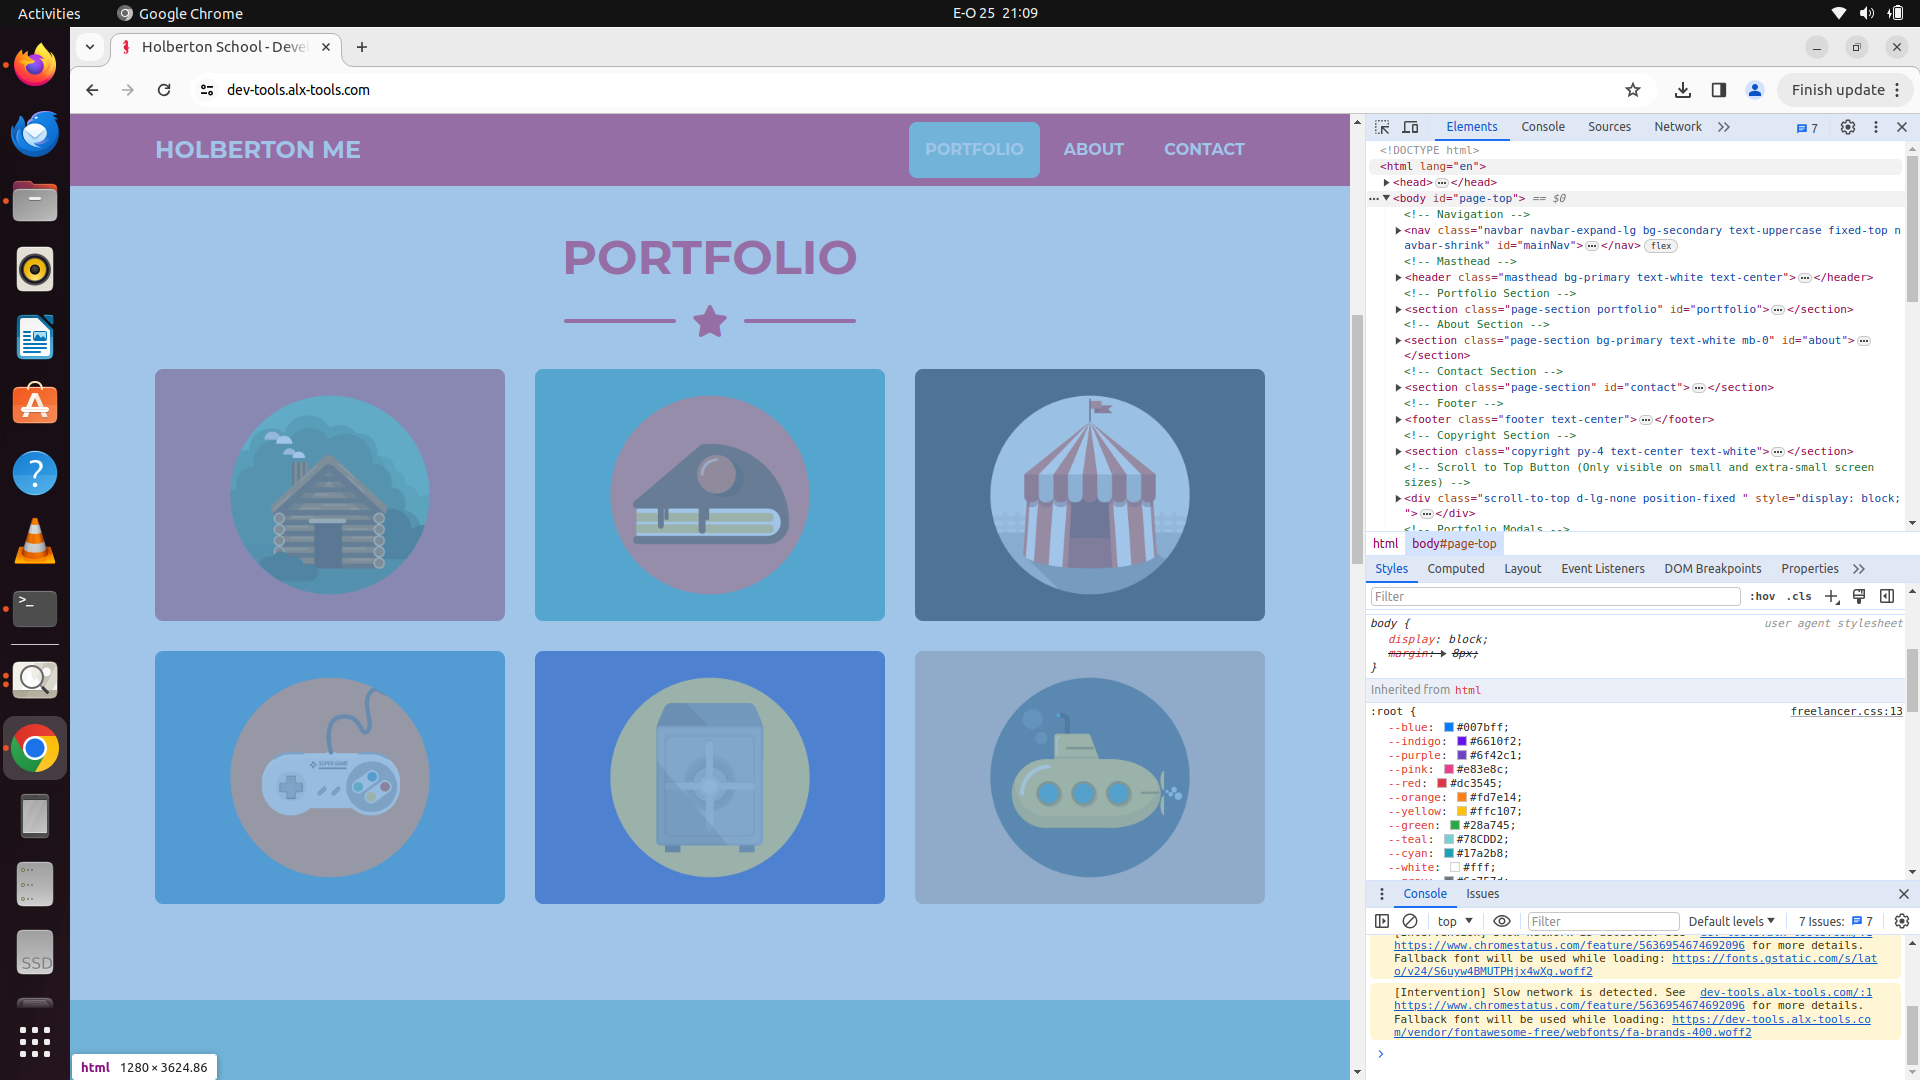 Activities
Google Chrome
E-O 25 21:09
Holberton School - Deve
dev-tools.alx-tools.com
Finish update
HOLBERTON ME
PORTFOLIO
ABOUT
CONTACT
PORTFOLIO
SUPER GAME
html 1280 × 3624.86
SSD
Elements
Console
Sources
Network
7
<!DOCTYPE html>
<html lang="en">
<head> … </head>
<body id="page-top"> == $0
<!-- Navigation -->
<nav class="navbar navbar-expand-lg bg-secondary text-uppercase fixed-top n
avbar-shrink" id="mainNav"> … </nav> flex
<!-- Masthead -->
<header class="masthead bg-primary text-white text-center"> … </header>
<!-- Portfolio Section -->
<section class="page-section portfolio" id="portfolio"> … </section>
<!-- About Section -->
<section class="page-section bg-primary text-white mb-0" id="about"> …
</section>
<!-- Contact Section -->
<section class="page-section" id="contact"> … </section>
<!-- Footer -->
<footer class="footer text-center"> … </footer>
<!-- Copyright Section -->
<section class="copyright py-4 text-center text-white"> … </section>
<!-- Scroll to Top Button (Only visible on small and extra-small screen
sizes) -->
<div class="scroll-to-top d-lg-none position-fixed " style="display: block;
"> … </div>
<!-- Portfolio Modals -->
html
body#page-top
Styles
Computed
Layout
Event Listeners
DOM Breakpoints
Properties
Filter
:hov
.cls
body {
user agent stylesheet
display: block;
margin: 8px;
}
Inherited from html
:root {
freelancer.css:13
--blue: #007bff;
--indigo: #6610f2;
--purple: #6f42c1;
--pink: #e83e8c;
--red: #dc3545;
--orange: #fd7e14;
--yellow: #ffc107;
--green: #28a745;
--teal: #78CDD2;
--cyan: #17a2b8;
--white: #fff;
Console
Issues
top
Filter
Default levels
7 Issues: 7
https://www.chromestatus.com/feature/5636954674692096 for more details.
Fallback font will be used while loading: https://fonts.gstatic.com/s/lat
o/v24/S6uyw4BMUTPHjx4wXg.woff2
[Intervention] Slow network is detected. See dev-tools.alx-tools.com/:1
https://www.chromestatus.com/feature/5636954674692096 for more details.
Fallback font will be used while loading: https://dev-tools.alx-tools.co
m/vendor/fontawesome-free/webfonts/fa-brands-400.woff2